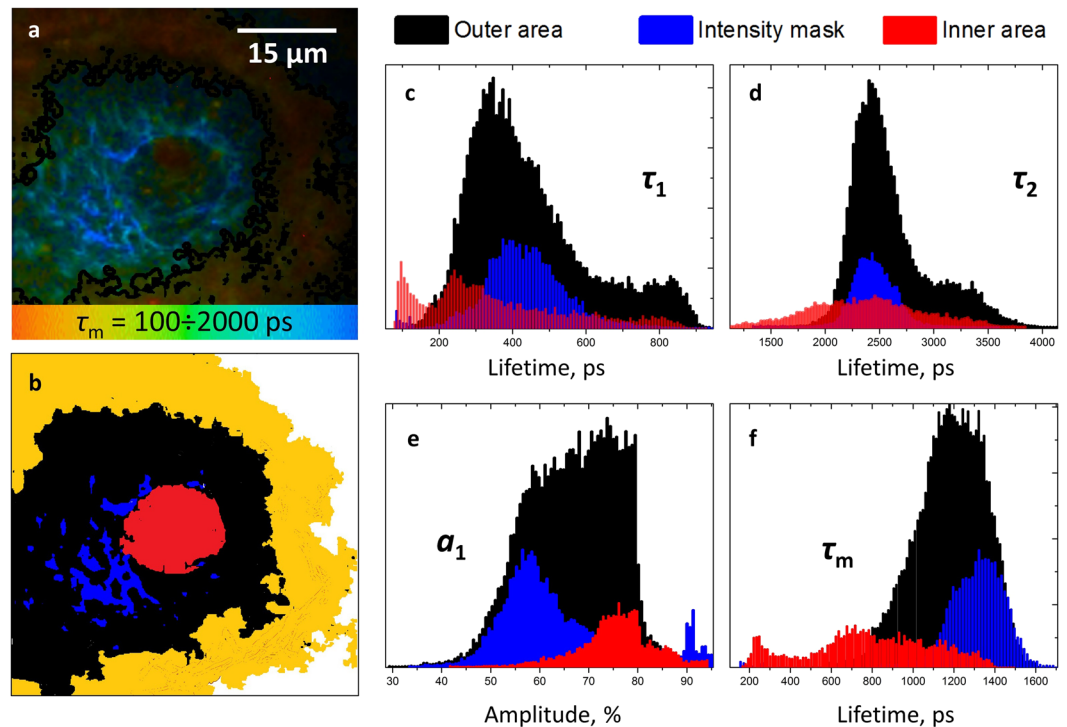 a
15 µm
τm = 100÷2000 ps
b
Outer area
Intensity mask
Inner area
c
τ1
200 400 600 800
Lifetime, ps
d
τ2
1500 2000 2500 3000 3500 4000
Lifetime, ps
e
a1
30 40 50 60 70 80 90
Amplitude, %
f
τm
200 400 600 800 1000 1200 1400 1600
Lifetime, ps